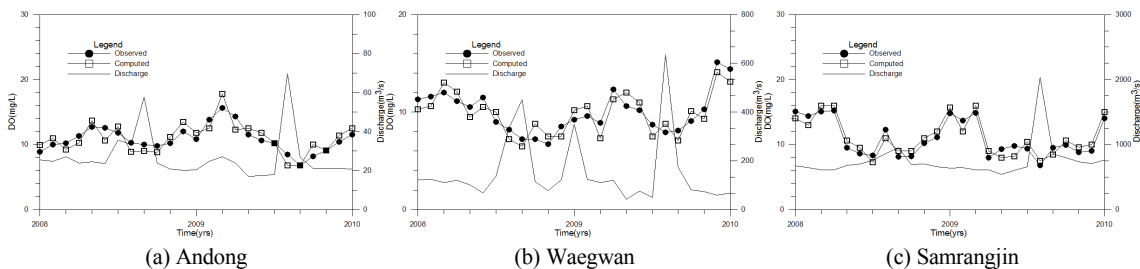 30
20
10
0
DO(mg/L)
Legend
Observed
Computed
Discharge
100
80
60
40
20
0
Discharge(m³/s)
2008
2009
2010
Time(yrs)
(a) Andong
20
10
0
DO(mg/L)
Legend
Observed
Computed
Discharge
800
600
400
200
0
Discharge(m³/s)
2008
2009
2010
Time(yrs)
(b) Waegwan
30
20
10
0
DO(mg/L)
Legend
Observed
Computed
Discharge
3000
2000
1000
0
Discharge(m³/s)
2008
2009
2010
Time(yrs)
(c) Samrangjin